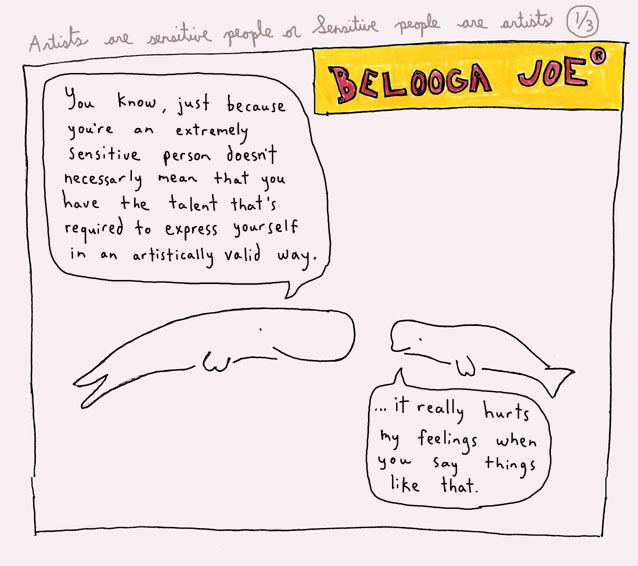 Artists are sensitive people or Sensitive people are artists 1/3
BELOOGA JOE®
You know, just because
you're an extremely
sensitive person doesn't
necessarly mean that you
have the talent that's
required to express yourself
in an artistically valid way.
...it really hurts
my feelings when
you say things
like that.